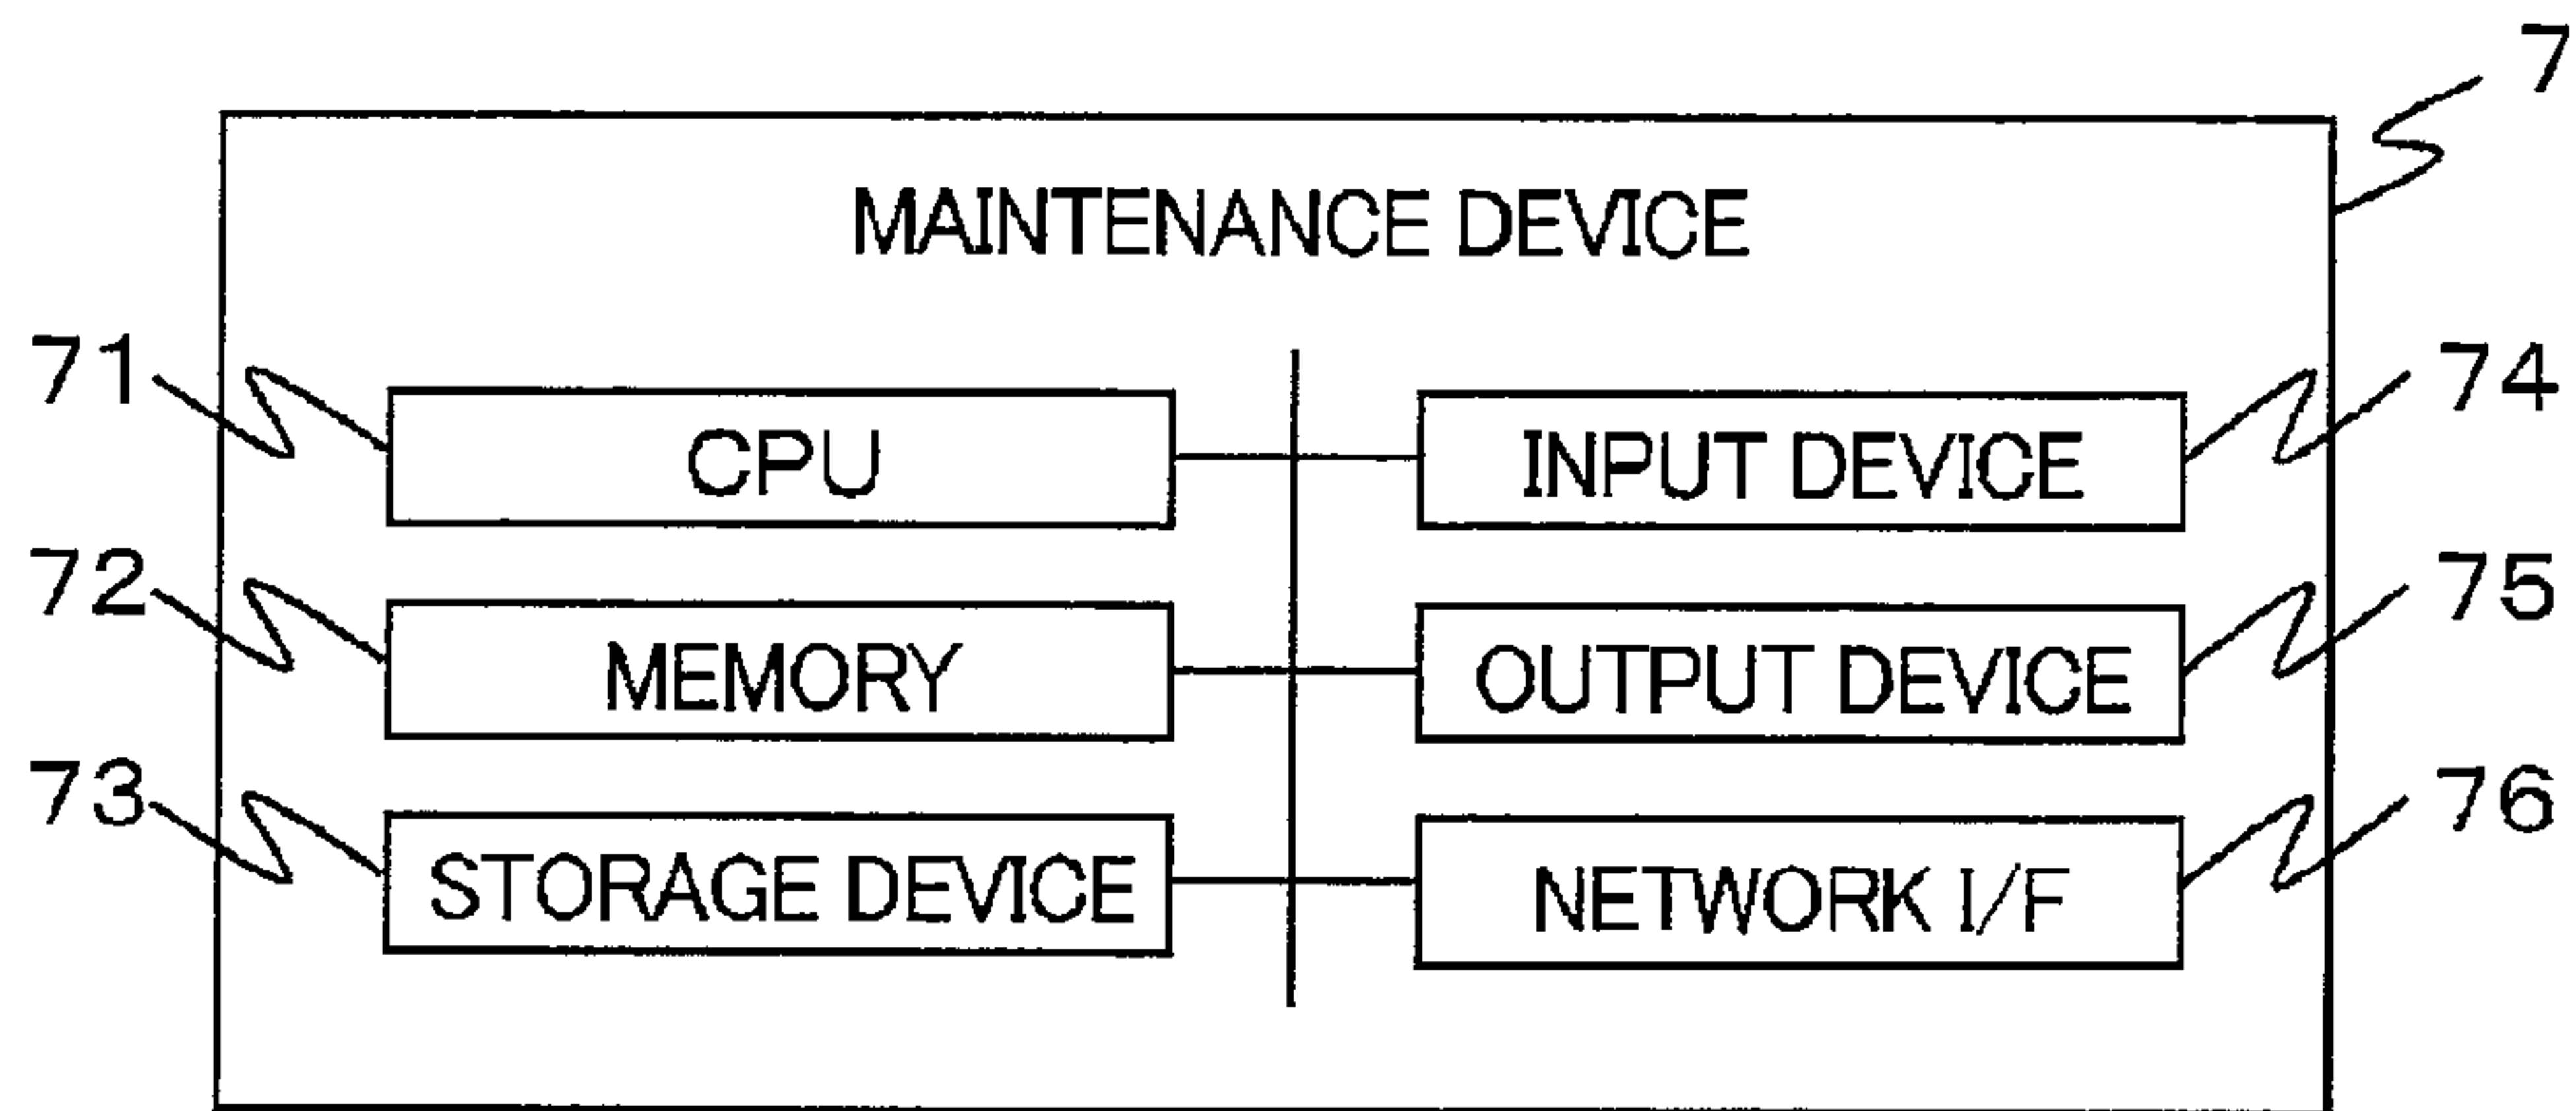 7
MAINTENANCE DEVICE
71
CPU
INPUT DEVICE
74
72
MEMORY
OUTPUT DEVICE
75
73
STORAGE DEVICE
NETWORK I/F
76